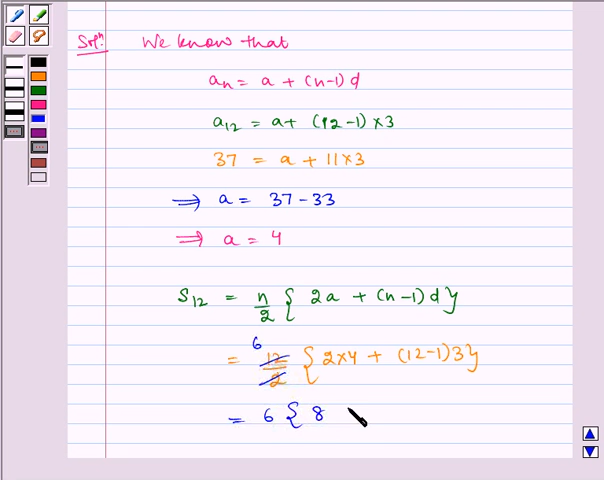 Solⁿ. We know that
aₙ = a + (n-1) d
a₁₂ = a + (12-1) × 3
37 = a + 11 × 3
⟹ a = 37 - 33
⟹ a = 4
S₁₂ = n/2 { 2a + (n-1) d }
6
= 12/2 { 2×4 + (12-1) 3 }
= 6 { 8